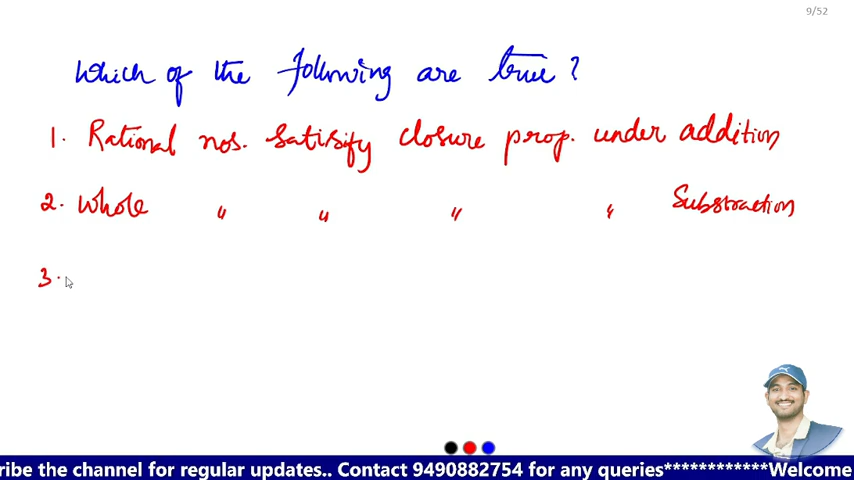 9/52
Which of the following are true?
1. Rational nos. Satisify closure prop. under addition
2. Whole " " " " Substraction
3.
ribe the channel for regular updates.. Contact 9490882754 for any queries************Welcome